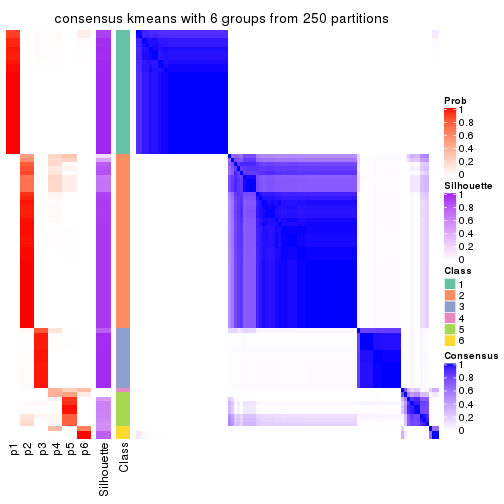 consensus kmeans with 6 groups from 250 partitions
Prob
1
0.8
0.6
0.4
0.2
0
Silhouette
1
0.8
0.6
0.4
0.2
0
Class
1
2
3
4
5
6
Consensus
1
0.8
0.6
0.4
0.2
0
p1
p2
p3
p4
p5
p6
Silhouette
Class